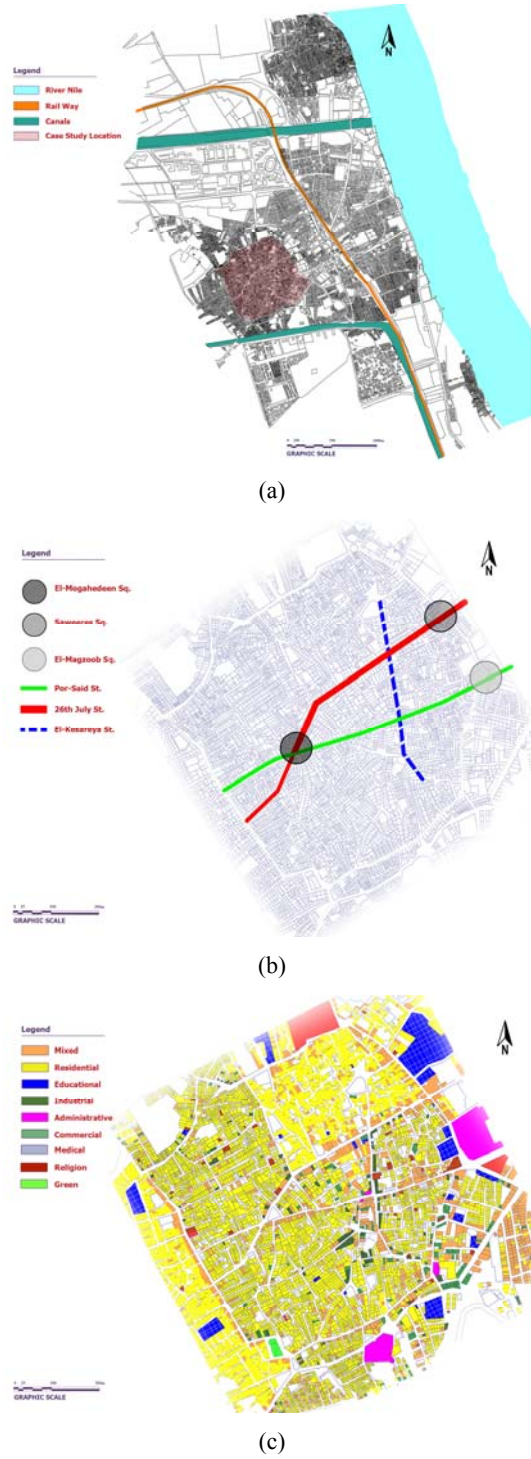 Legend
River Nile
Rail Way
Canals
Case Study Location
N
GRAPHIC SCALE
(a)
Legend
El-Mogahedeen Sq.
Saweeres Sq.
El-Magzoob Sq.
Por-Said St.
26th July St.
El-Kesareya St.
N
GRAPHIC SCALE
(b)
Legend
Mixed
Residential
Educational
Industrial
Administrative
Commercial
Medical
Religion
Green
N
GRAPHIC SCALE
(c)